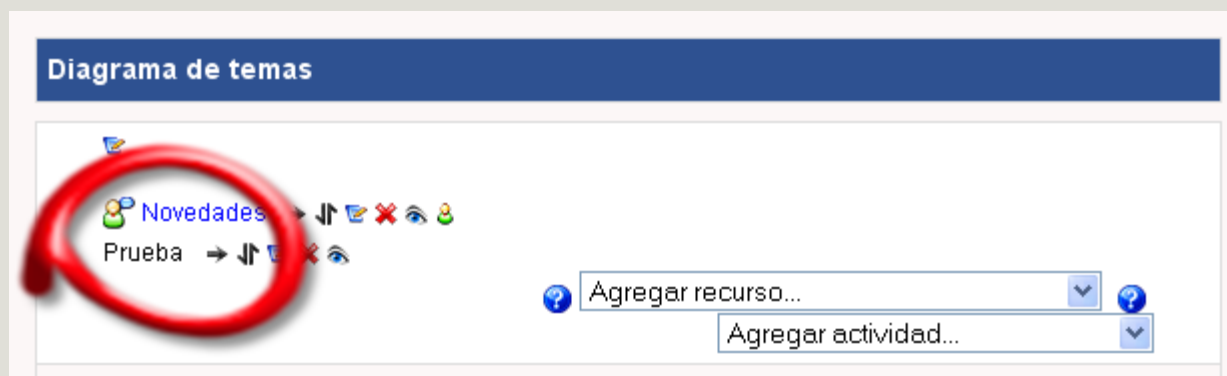 Diagrama de temas
Novedades
Prueba
Agregar recurso...
Agregar actividad...